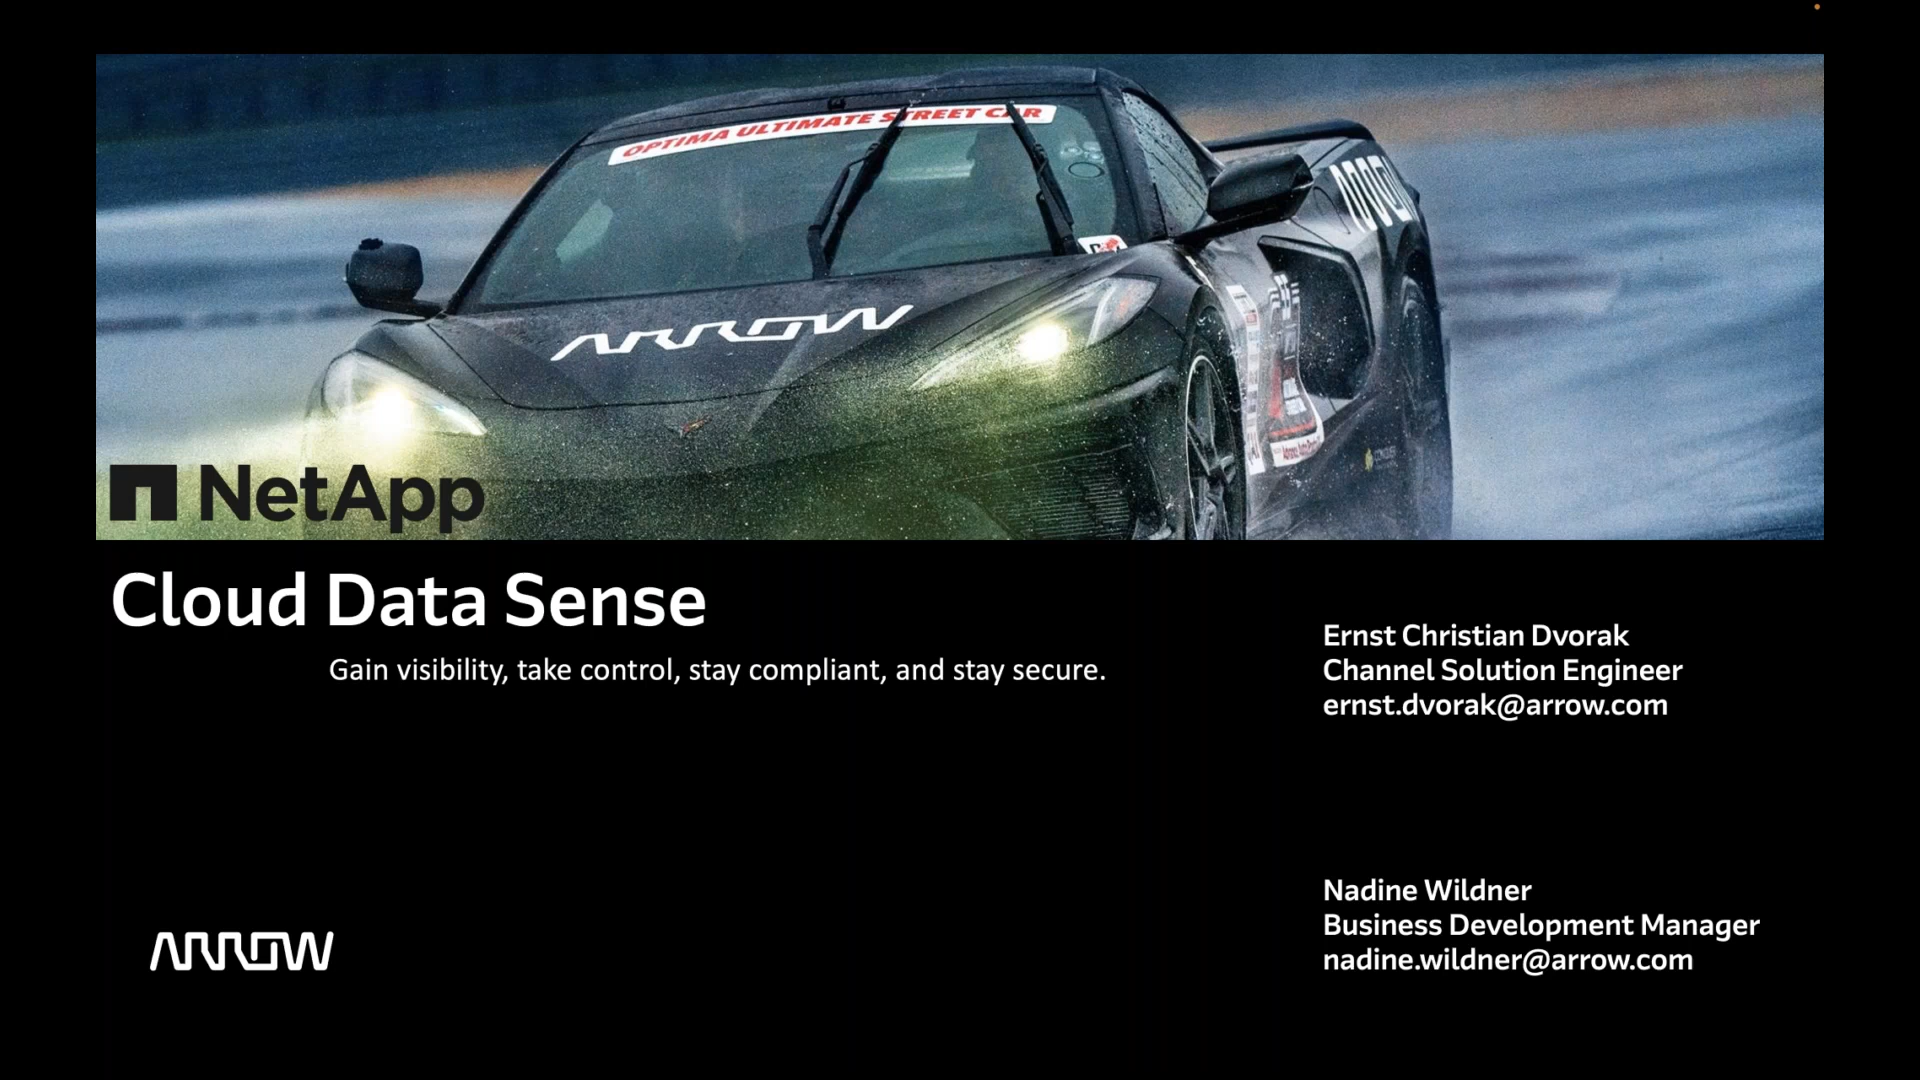 OPTIMA ULTIMATE STREET CAR
ARROW
ARROW
NetApp
Cloud Data Sense
Gain visibility, take control, stay compliant, and stay secure.
Ernst Christian Dvorak
Channel Solution Engineer
ernst.dvorak@arrow.com
Nadine Wildner
Business Development Manager
nadine.wildner@arrow.com
ARROW